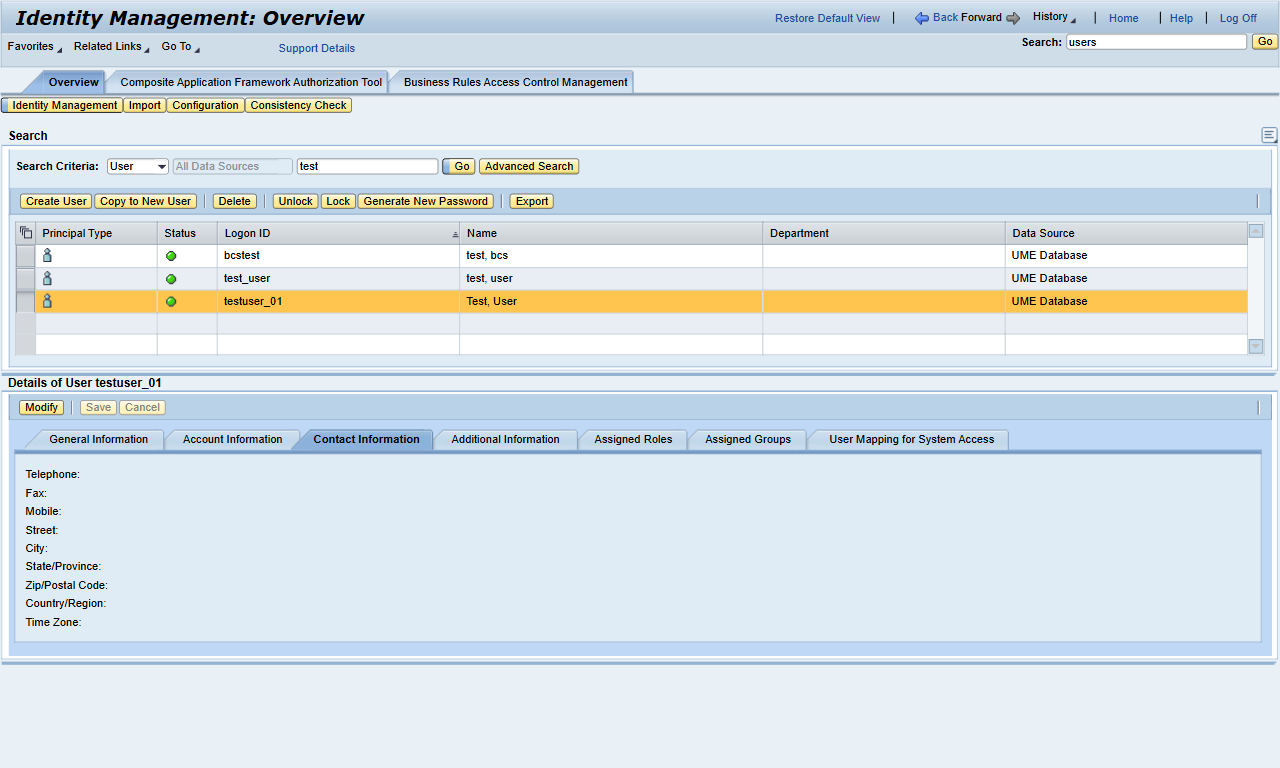 Identity Management: Overview
Restore Default View | Back Forward History | Home | Help | Log Off
Favorites Related Links Go To Support Details
Search: users Go
Overview Composite Application Framework Authorization Tool Business Rules Access Control Management
Identity Management Import Configuration Consistency Check
Search
Search Criteria: User All Data Sources test Go Advanced Search
Create User Copy to New User Delete Unlock Lock Generate New Password Export
Principal Type Status Logon ID Name Department Data Source
bcstest test, bcs UME Database
test_user test, user UME Database
testuser_01 Test, User UME Database
Details of User testuser_01
Modify Save Cancel
General Information Account Information Contact Information Additional Information Assigned Roles Assigned Groups User Mapping for System Access
Telephone:
Fax:
Mobile:
Street:
City:
State/Province:
Zip/Postal Code:
Country/Region:
Time Zone: